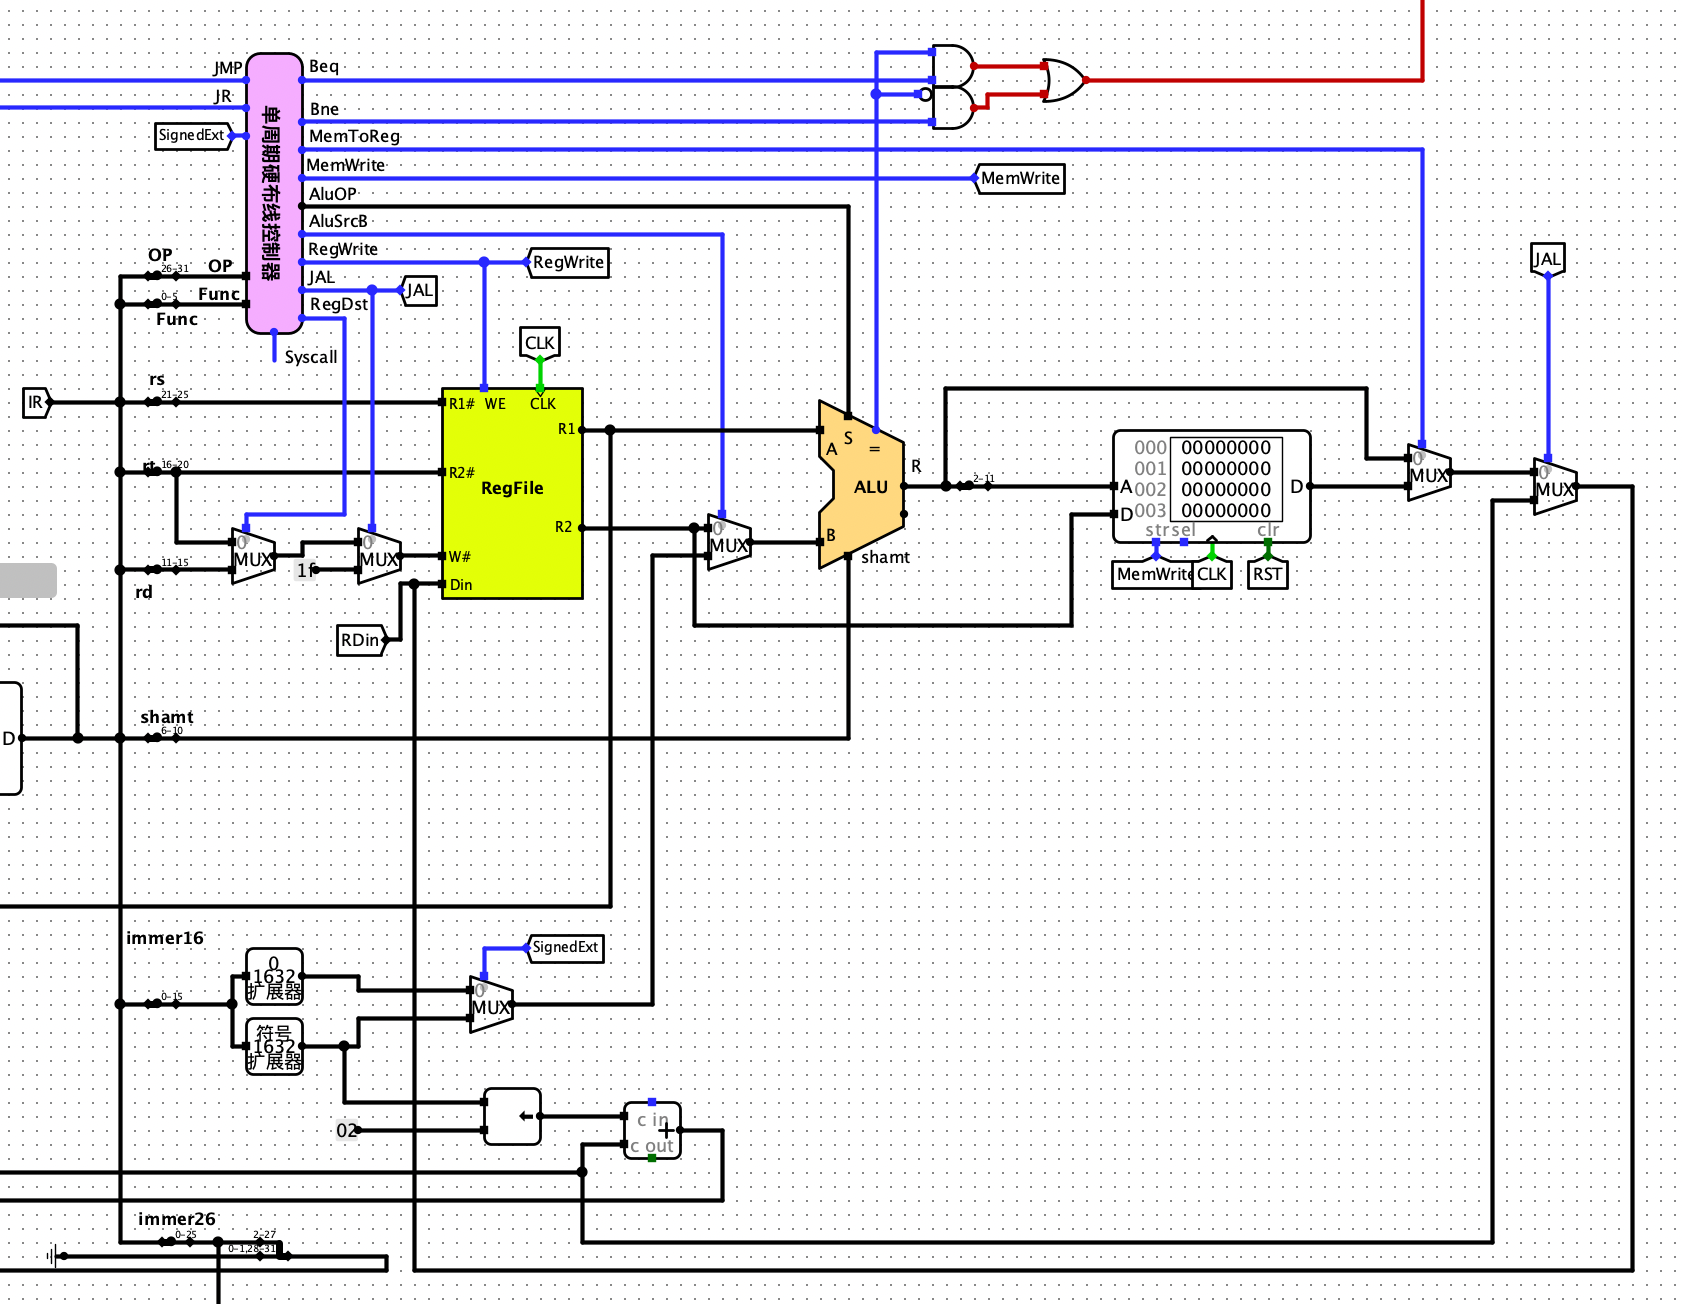 JMP
JR
SignedExt
单周期硬布线控制器
Beq
Bne
MemToReg
MemWrite
AluOP
AluSrcB
RegWrite
JAL
RegDst
MemWrite
RegWrite
JAL
JAL
OP
26-31
OP
0-5
Func
Func
Syscall
CLK
IR
rs
21-25
rt
16-20
11-15
rd
0
MUX
1f
0
MUX
R1#
WE
CLK
R1
R2#
RegFile
R2
W#
Din
RDin
0
MUX
A
S
=
R
ALU
B
shamt
2-11
000 00000000
001 00000000
002 00000000
003 00000000
A
D
D
str
sel
clr
MemWrite
CLK
RST
0
MUX
0
MUX
shamt
6-10
D
immer16
0-15
0
1632
扩展器
符号
1632
扩展器
SignedExt
0
MUX
02
c in
+
c out
immer26
0-25
2-27
0-1,28-31